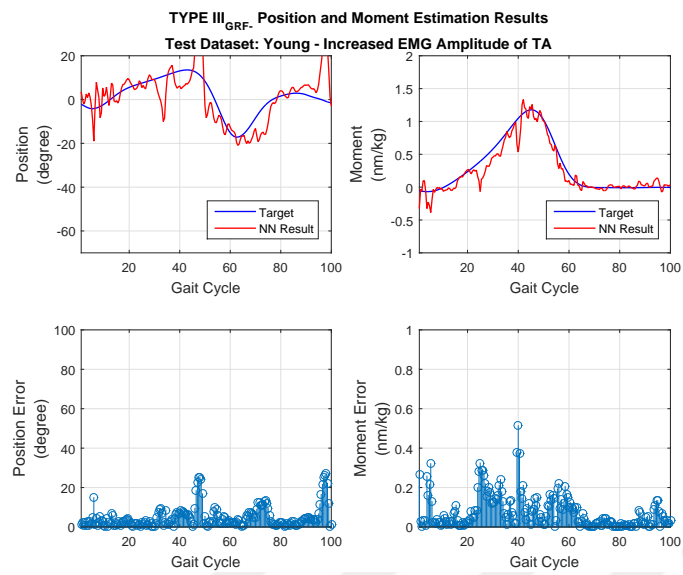 TYPE III GRF- Position and Moment Estimation Results
Test Dataset: Young - Increased EMG Amplitude of TA
20
0
-20
-40
-60
Position
(degree)
Target
NN Result
20 40 60 80 100
Gait Cycle
2
1.5
1
0.5
0
-0.5
-1
Moment
(nm/kg)
Target
NN Result
20 40 60 80 100
Gait Cycle
100
80
60
40
20
0
Position Error
(degree)
0 20 40 60 80 100
Gait Cycle
1
0.8
0.6
0.4
0.2
0
Moment Error
(nm/kg)
0 20 40 60 80 100
Gait Cycle